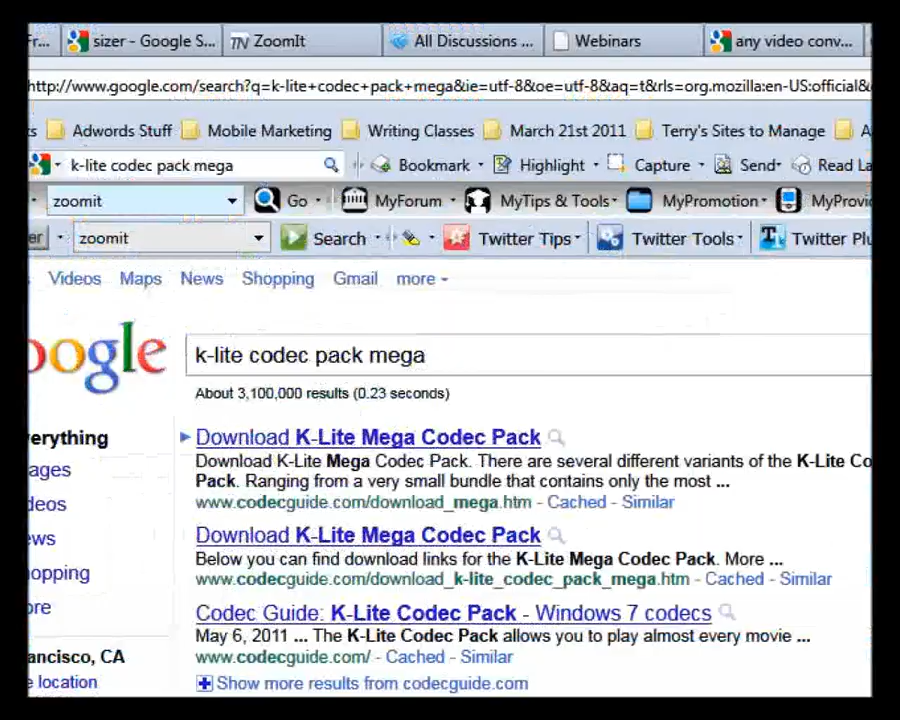 Fr... sizer - Google S... TN ZoomIt All Discussions ... Webinars any video conv...
http://www.google.com/search?q=k-lite+codec+pack+mega&ie=utf-8&oe=utf-8&aq=t&rls=org.mozilla:en-US:official&
ts Adwords Stuff Mobile Marketing Writing Classes March 21st 2011 Terry's Sites to Manage A
k-lite codec pack mega Bookmark Highlight Capture Send Read La
zoomit Go MyForum MyTips & Tools MyPromotion MyProvi
er zoomit Search Twitter Tips Twitter Tools Twitter Plu
Videos Maps News Shopping Gmail more
oogle k-lite codec pack mega
About 3,100,000 results (0.23 seconds)
verything
ages
deos
ews
hopping
ore
ancisco, CA
e location
Download K-Lite Mega Codec Pack
Download K-Lite Mega Codec Pack. There are several different variants of the K-Lite Co
Pack. Ranging from a very small bundle that contains only the most ...
www.codecguide.com/download_mega.htm - Cached - Similar
Download K-Lite Mega Codec Pack
Below you can find download links for the K-Lite Mega Codec Pack. More ...
www.codecguide.com/download_k-lite_codec_pack_mega.htm - Cached - Similar
Codec Guide: K-Lite Codec Pack - Windows 7 codecs
May 6, 2011 ... The K-Lite Codec Pack allows you to play almost every movie ...
www.codecguide.com/ - Cached - Similar
Show more results from codecguide.com